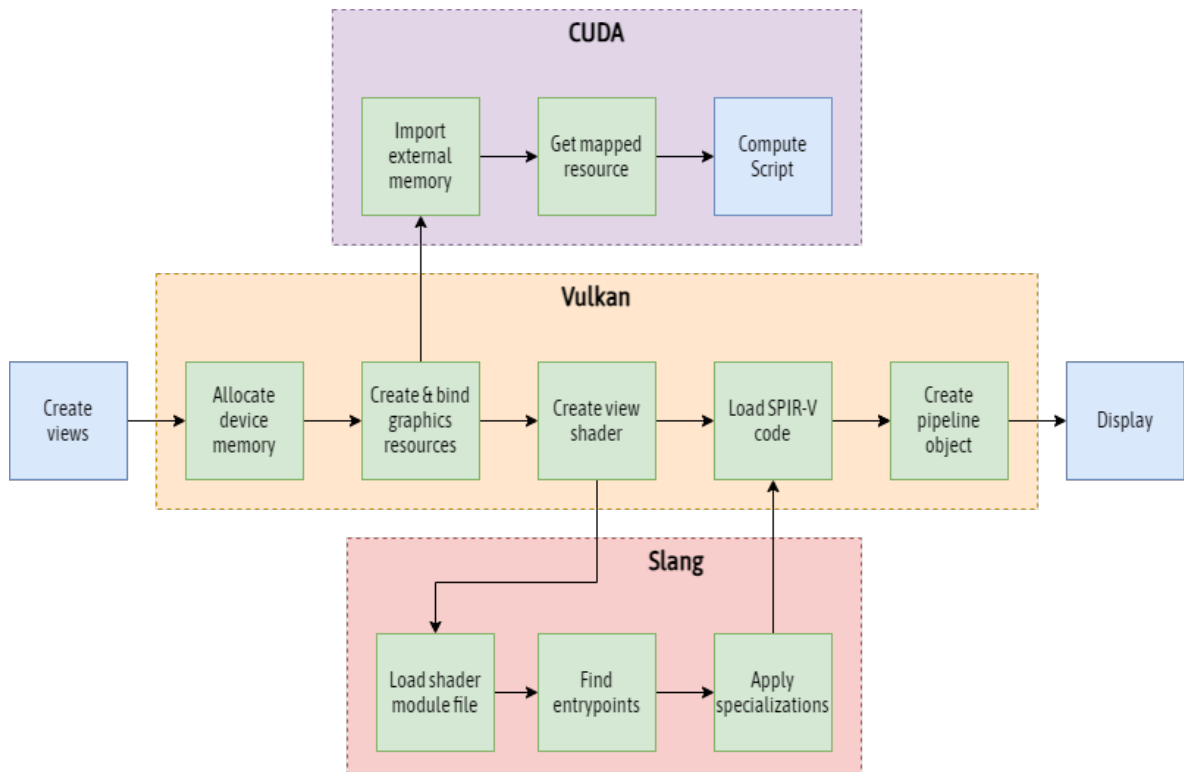 CUDA
Import
external
memory
Get mapped
resource
Compute
Script
Vulkan
Create
views
Allocate
device
memory
Create & bind
graphics
resources
Create view
shader
Load SPIR-V
code
Create
pipeline
object
Display
Slang
Load shader
module file
Find
entrypoints
Apply
specializations